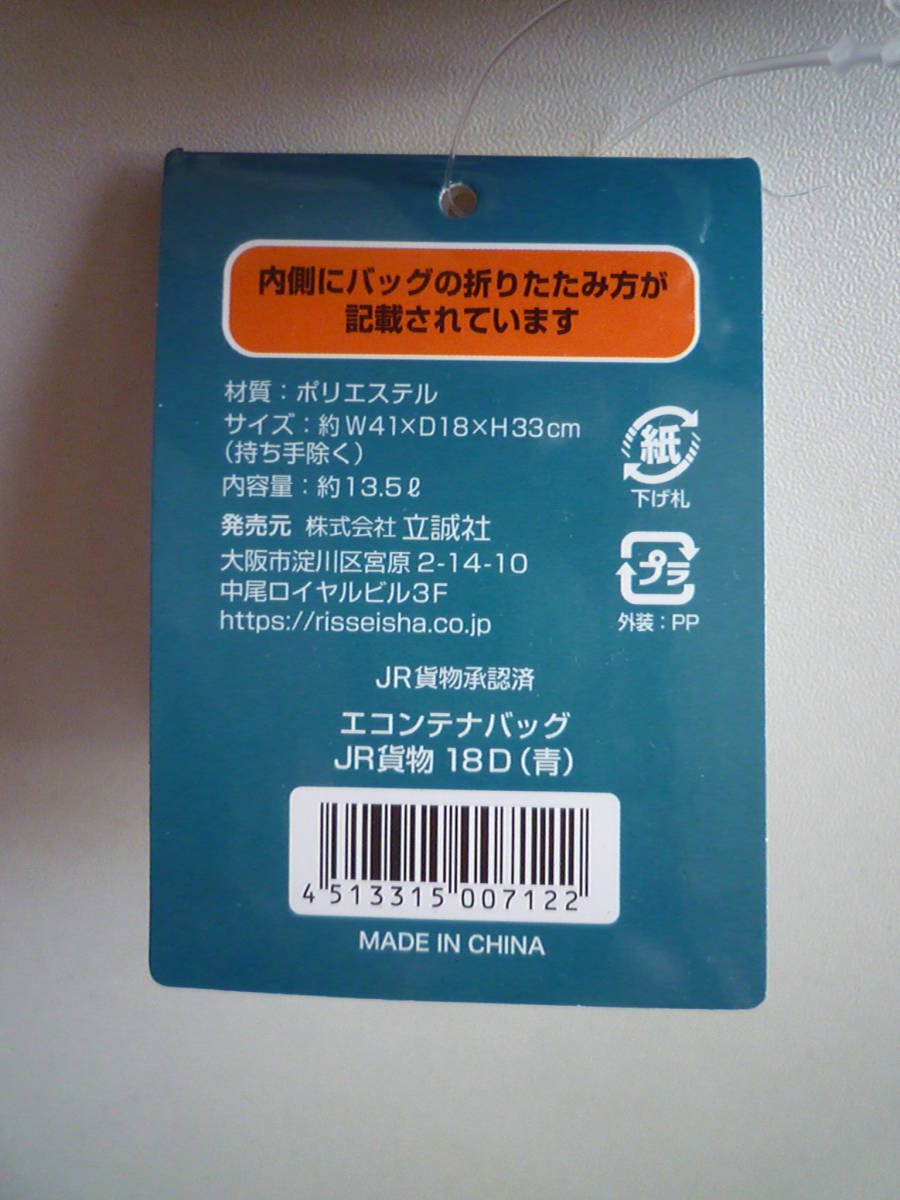 内側にバッグの折りたたみ方が
記載されています
材質：ポリエステル
サイズ：約W41×D18×H33cm
（持ち手除く）
内容量：約13.5ℓ
発売元 株式会社 立誠社
大阪市淀川区宮原2-14-10
中尾ロイヤルビル3F
https://risseisha.co.jp
紙
下げ札
プラ
外装：PP
JR貨物承認済
エコンテナバッグ
JR貨物 18D（青）
4 513315 007122
MADE IN CHINA